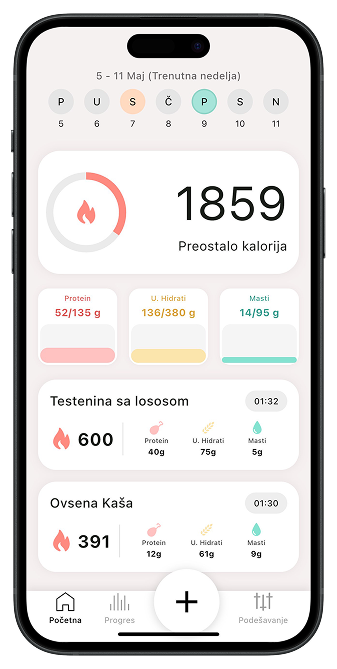 5 - 11 Maj (Trenutna nedelja)
P U S Č P S N
5 6 7 8 9 10 11
1859
Preostalo kalorija
Protein U. Hidrati Masti
52/135 g 136/380 g 14/95 g
Testenina sa lososom 01:32
600
Protein U. Hidrati Masti
40g 75g 5g
Ovsena Kaša 01:30
391
Protein U. Hidrati Masti
12g 61g 9g
+
Početna Progres Podešavanje